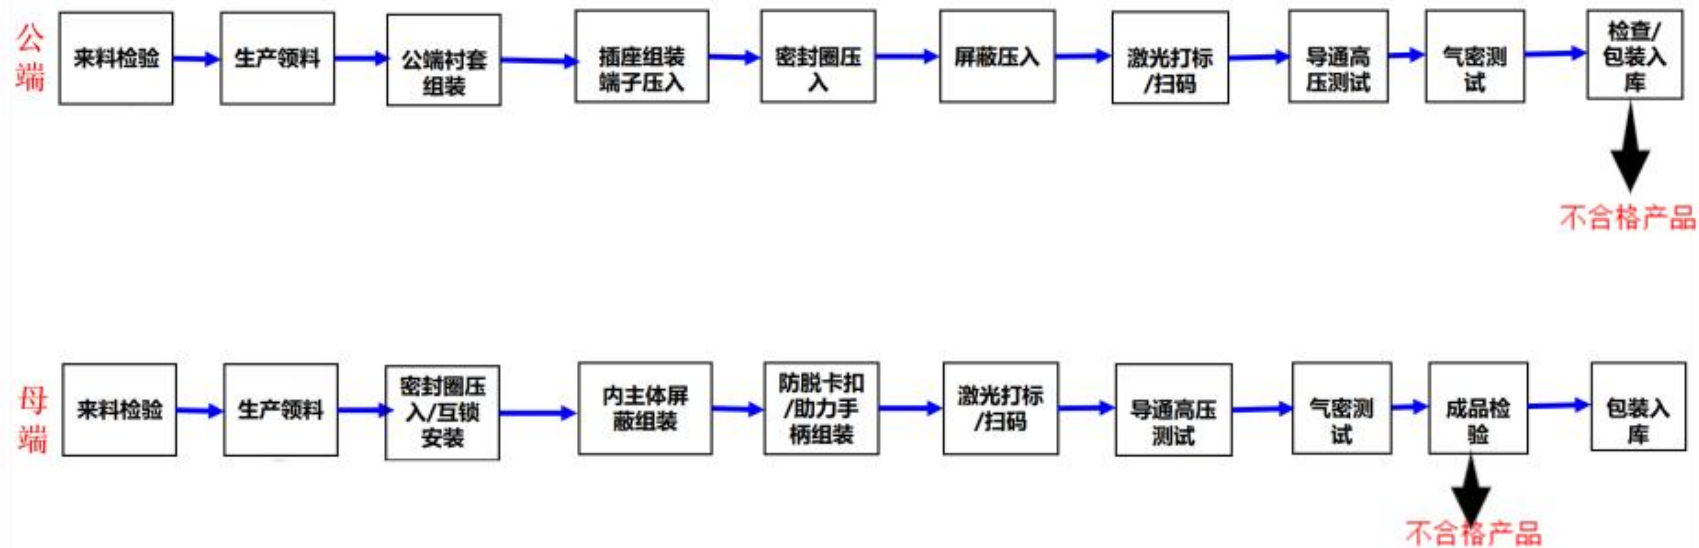 公
端
来料检验
生产领料
公端衬套
组装
插座组装
端子压入
密封圈压
入
屏蔽压入
激光打标
/扫码
导通高
压测试
气密测
试
检查/
包装入
库
不合格产品
母
端
来料检验
生产领料
密封圈压
入/互锁
安装
内主体屏
蔽组装
防脱卡扣
/助力手
柄组装
激光打标
/扫码
导通高压
测试
气密测
试
成品检
验
包装入
库
不合格产品